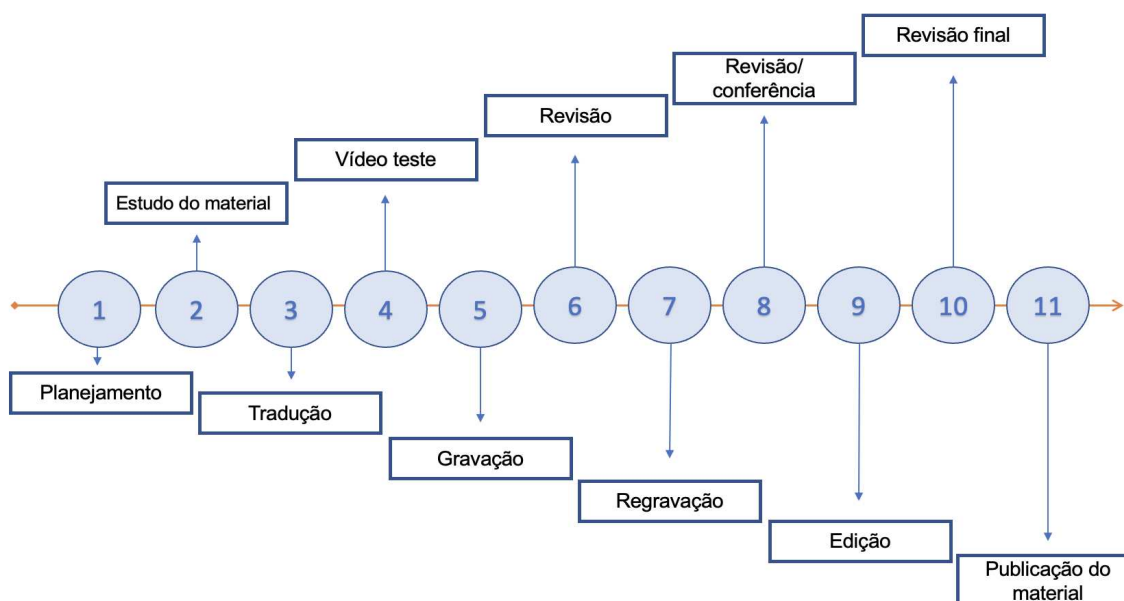 Revisão final
Revisão/
conferência
Revisão
Vídeo teste
Estudo do material
1
2
3
4
5
6
7
8
9
10
11
Planejamento
Tradução
Gravação
Regravação
Edição
Publicação do
material